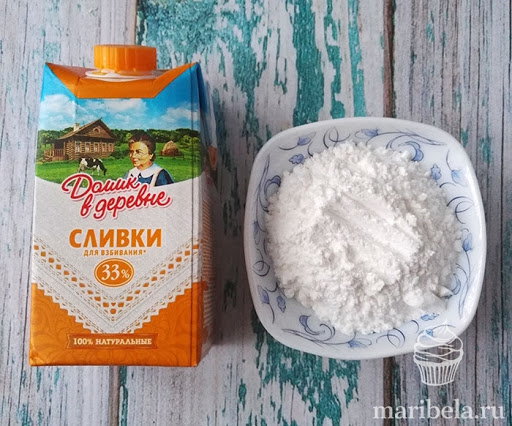 Домик
в деревне
СЛИВКИ
ДЛЯ ВЗБИВАНИЯ*
33%
100% НАТУРАЛЬНЫЕ
maribela.ru